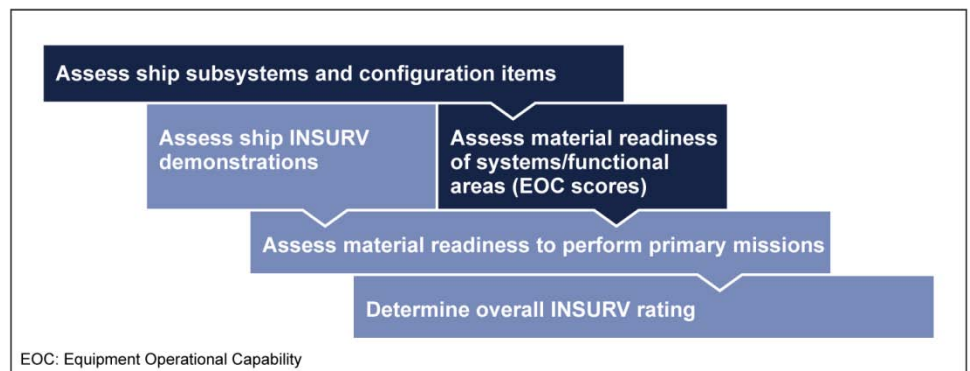 Assess ship subsystems and configuration items
Assess ship INSURV
demonstrations
Assess material readiness
of systems/functional
areas (EOC scores)
Assess material readiness to perform primary missions
Determine overall INSURV rating
EOC: Equipment Operational Capability